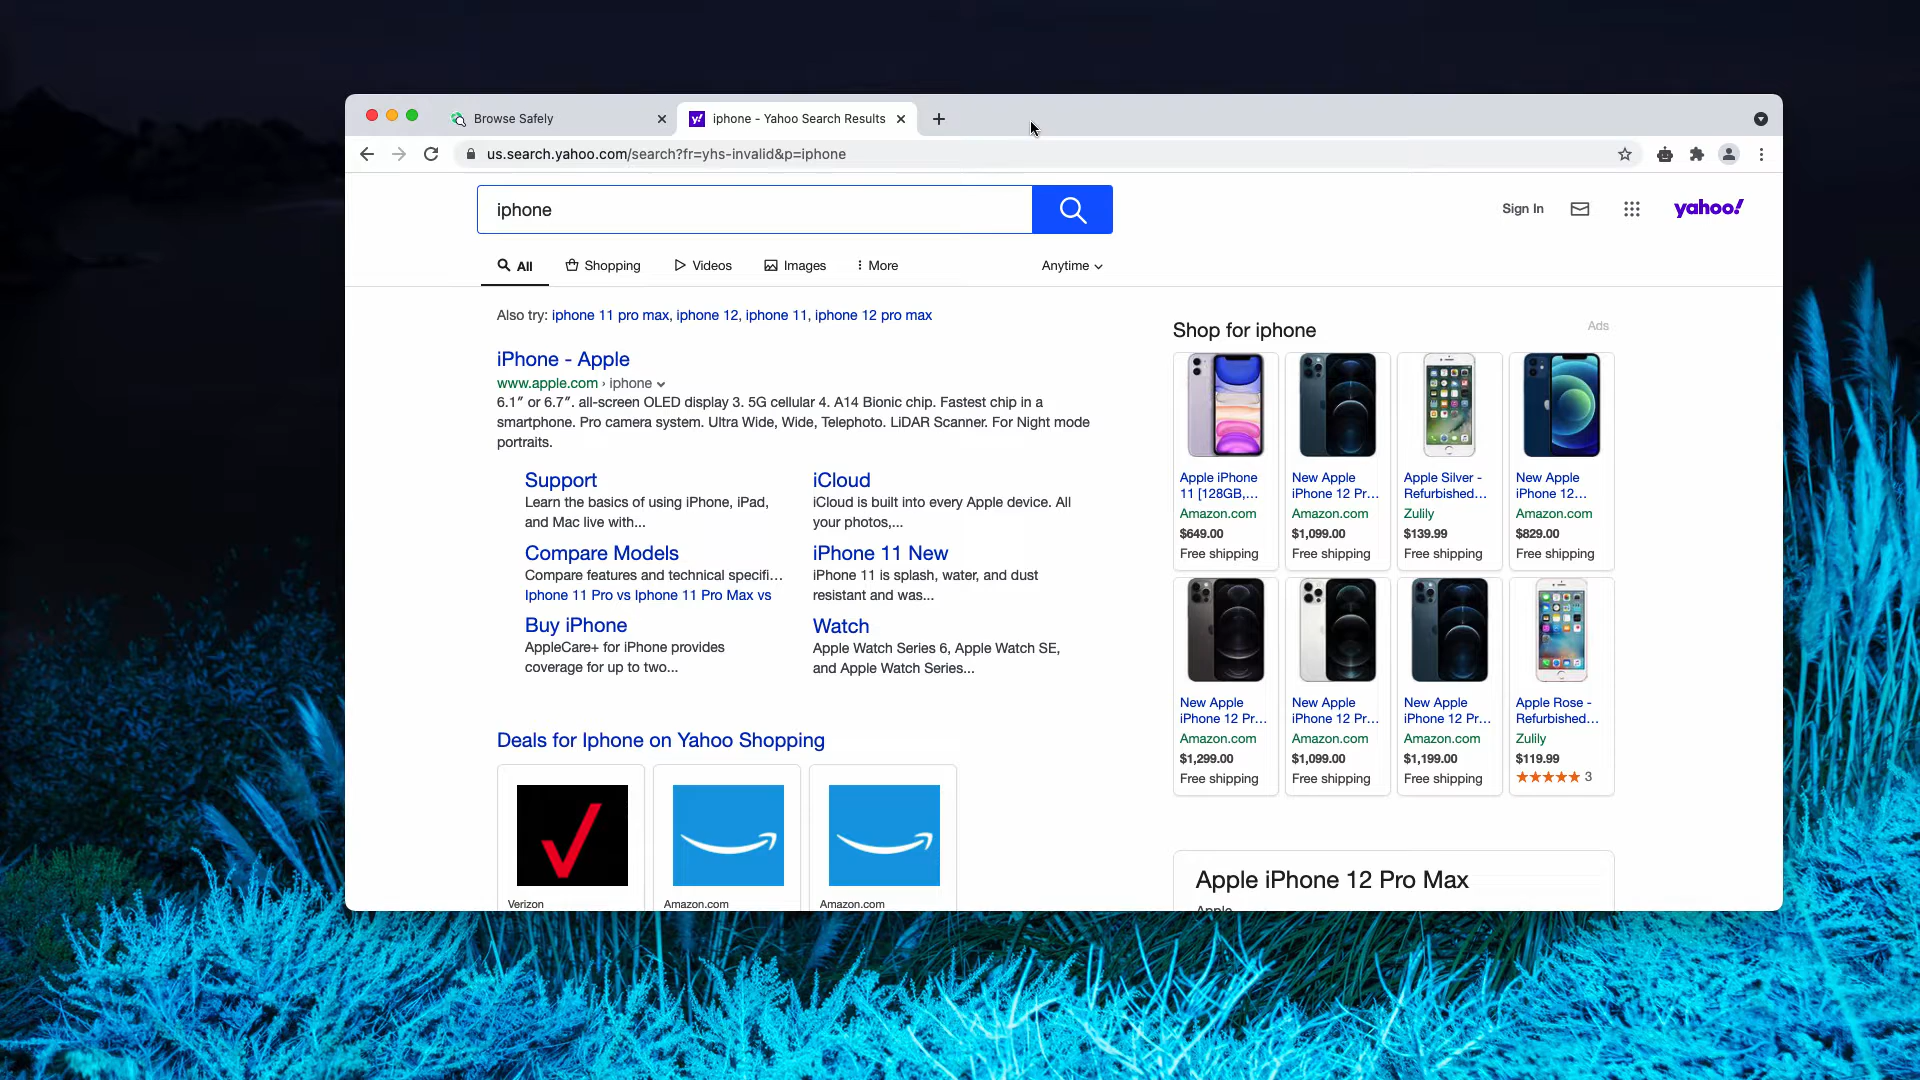 Browse Safely
iphone - Yahoo Search Results
us.search.yahoo.com/search?fr=yhs-invalid&p=iphone
iphone
Sign In
yahoo!
All
Shopping
Videos
Images
More
Anytime
Also try: iphone 11 pro max, iphone 12, iphone 11, iphone 12 pro max
iPhone - Apple
www.apple.com › iphone
6.1″ or 6.7″. all-screen OLED display 3. 5G cellular 4. A14 Bionic chip. Fastest chip in a
smartphone. Pro camera system. Ultra Wide, Wide, Telephoto. LiDAR Scanner. For Night mode
portraits.
Support
Learn the basics of using iPhone, iPad,
and Mac live with...
iCloud
iCloud is built into every Apple device. All
your photos,...
Compare Models
Compare features and technical specifi...
Iphone 11 Pro vs Iphone 11 Pro Max vs
iPhone 11 New
iPhone 11 is splash, water, and dust
resistant and was...
Buy iPhone
AppleCare+ for iPhone provides
coverage for up to two...
Watch
Apple Watch Series 6, Apple Watch SE,
and Apple Watch Series...
Deals for Iphone on Yahoo Shopping
Verizon
Amazon.com
Amazon.com
Shop for iphone
Ads
Apple iPhone
11 [128GB,...
Amazon.com
$649.00
Free shipping
New Apple
iPhone 12 Pr...
Amazon.com
$1,099.00
Free shipping
Apple Silver -
Refurbished...
Zulily
$139.99
Free shipping
New Apple
iPhone 12...
Amazon.com
$829.00
Free shipping
New Apple
iPhone 12 Pr...
Amazon.com
$1,299.00
Free shipping
New Apple
iPhone 12 Pr...
Amazon.com
$1,099.00
Free shipping
New Apple
iPhone 12 Pr...
Amazon.com
$1,199.00
Free shipping
Apple Rose -
Refurbished...
Zulily
$119.99
★★★★★ 3
Apple iPhone 12 Pro Max
Apple